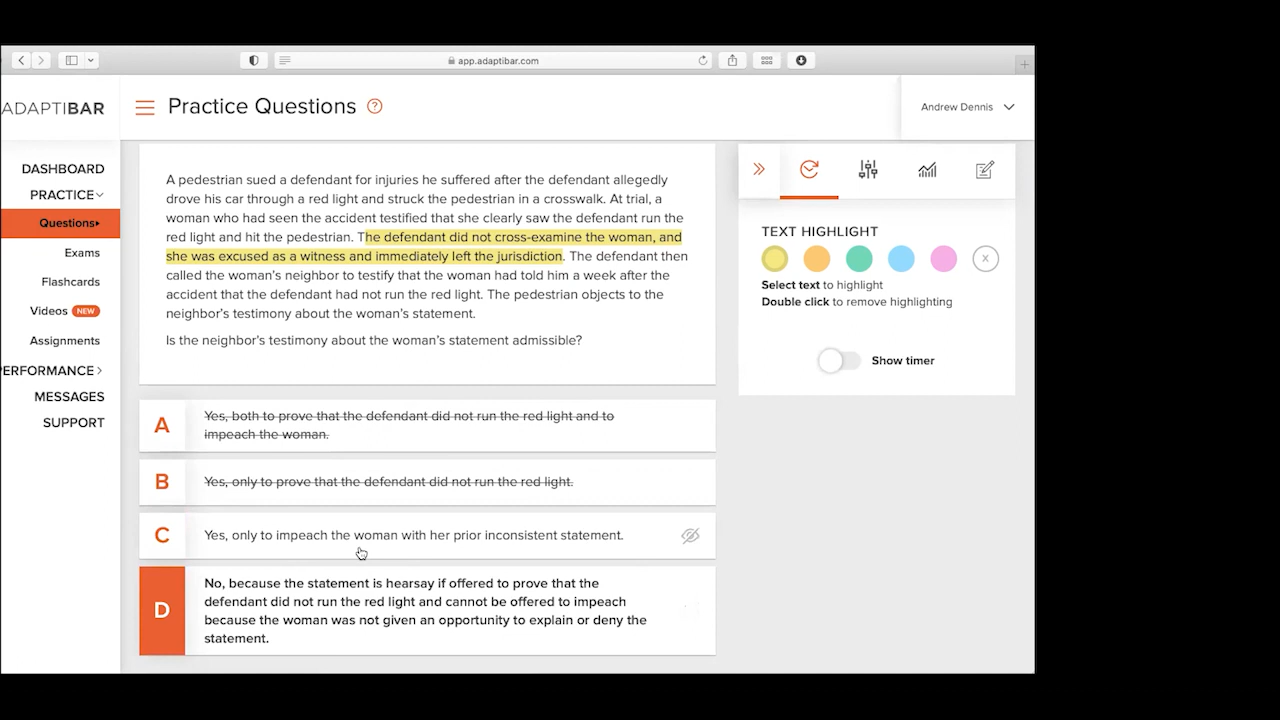 app.adaptibar.com
ADAPTIBAR
Practice Questions
?
Andrew Dennis
DASHBOARD
PRACTICE
Questions
Exams
Flashcards
Videos NEW
Assignments
PERFORMANCE
MESSAGES
SUPPORT
A pedestrian sued a defendant for injuries he suffered after the defendant allegedly
drove his car through a red light and struck the pedestrian in a crosswalk. At trial, a
woman who had seen the accident testified that she clearly saw the defendant run the
red light and hit the pedestrian. The defendant did not cross-examine the woman, and
she was excused as a witness and immediately left the jurisdiction. The defendant then
called the woman's neighbor to testify that the woman had told him a week after the
accident that the defendant had not run the red light. The pedestrian objects to the
neighbor's testimony about the woman's statement.
Is the neighbor's testimony about the woman's statement admissible?
A
Yes, both to prove that the defendant did not run the red light and to
impeach the woman.
B
Yes, only to prove that the defendant did not run the red light.
C
Yes, only to impeach the woman with her prior inconsistent statement.
D
No, because the statement is hearsay if offered to prove that the
defendant did not run the red light and cannot be offered to impeach
because the woman was not given an opportunity to explain or deny the
statement.
TEXT HIGHLIGHT
X
Select text to highlight
Double click to remove highlighting
Show timer